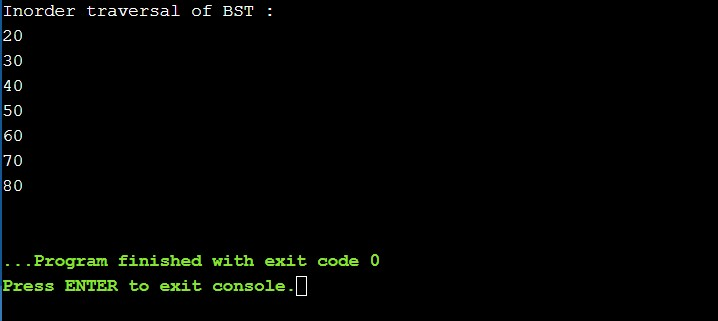 Inorder traversal of BST :
20
30
40
50
60
70
80
...Program finished with exit code 0
Press ENTER to exit console.